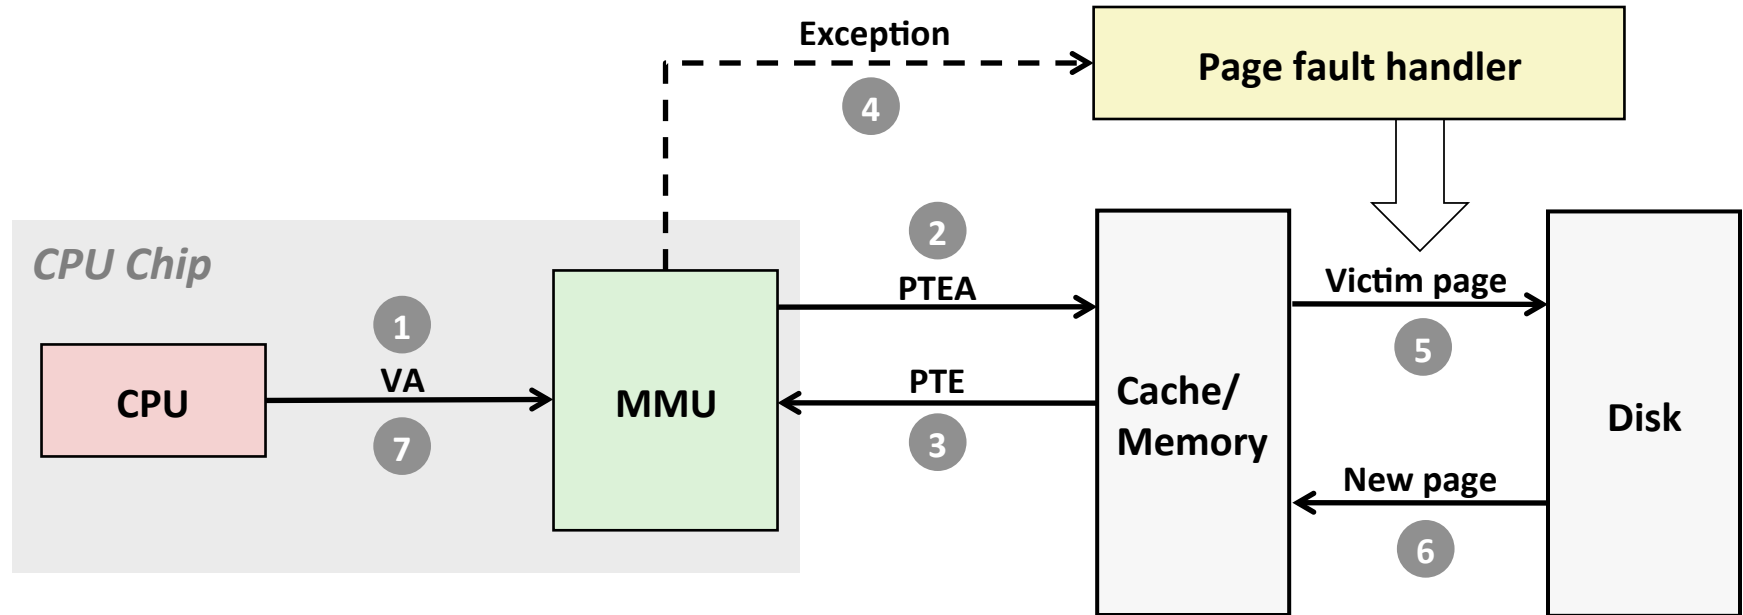 Exception
Page fault handler
4
2
CPU Chip
PTEA
Victim page
1
5
VA
PTE
CPU
MMU
Cache/
Memory
Disk
7
3
New page
6